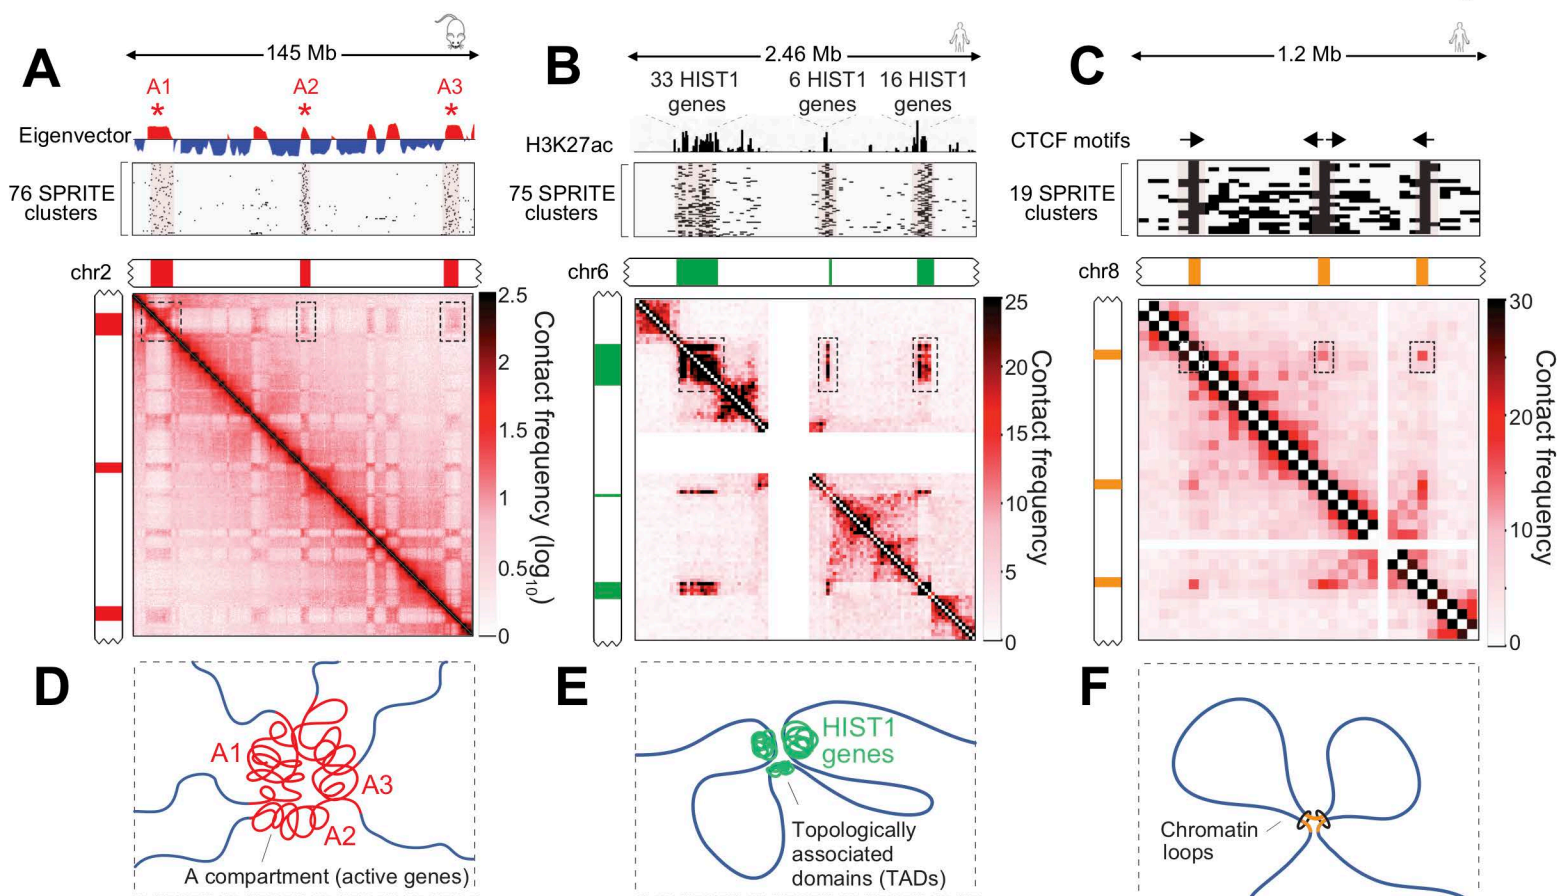 A
145 Mb
A1
A2
A3
*
*
*
Eigenvector
76 SPRITE
clusters
chr2
2.5
2
1.5
1
0.5
0
Contact frequency (log10)
B
2.46 Mb
33 HIST1
genes
6 HIST1
genes
16 HIST1
genes
H3K27ac
75 SPRITE
clusters
chr6
25
20
15
10
5
0
Contact frequency
C
1.2 Mb
CTCF motifs
19 SPRITE
clusters
chr8
30
20
10
0
Contact frequency
D
A1
A3
A2
A compartment (active genes)
E
HIST1
genes
Topologically
associated
domains (TADs)
F
Chromatin
loops